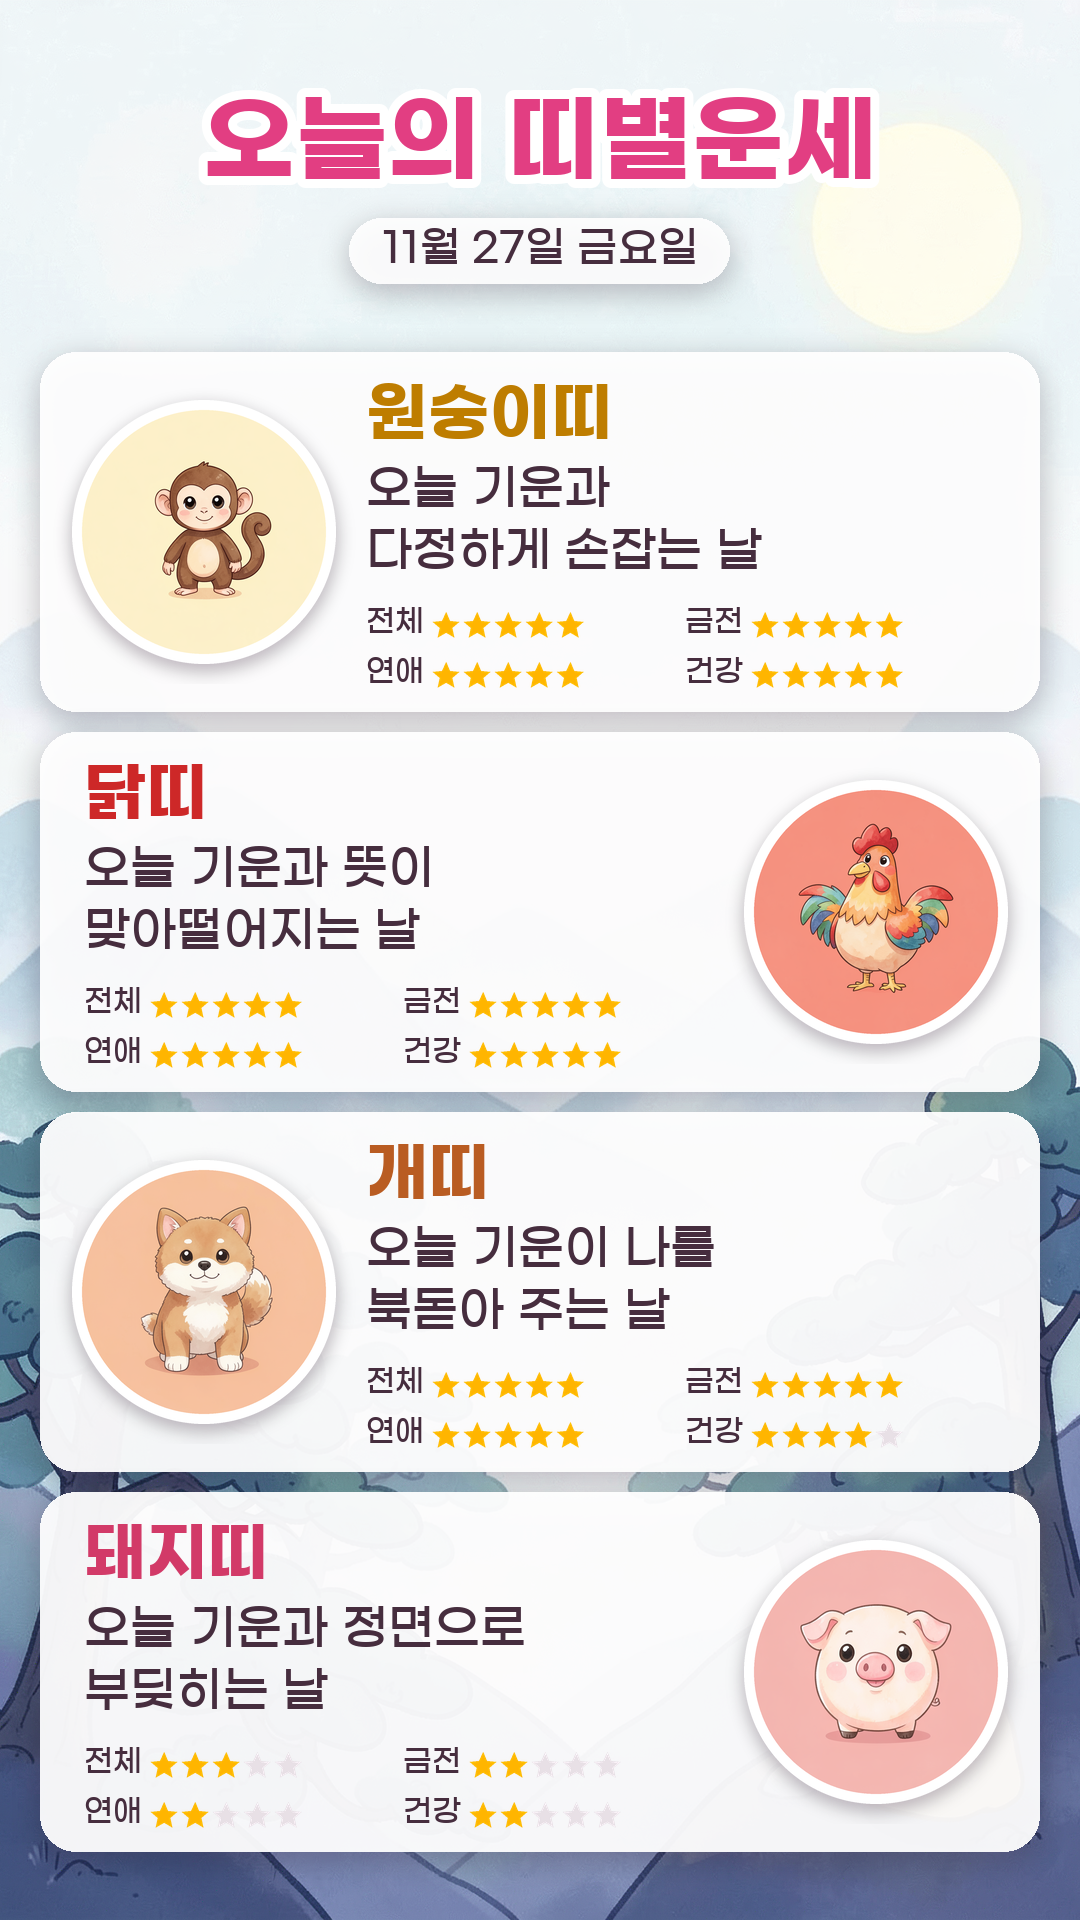 오늘의 띠별운세
11월 27일 금요일
원숭이띠
오늘 기운과
다정하게 손잡는 날
전체 ★★★★★ 금전 ★★★★★
연애 ★★★★★ 건강 ★★★★★
닭띠
오늘 기운과 뜻이
맞아떨어지는 날
전체 ★★★★★ 금전 ★★★★★
연애 ★★★★★ 건강 ★★★★★
개띠
오늘 기운이 나를
북돋아 주는 날
전체 ★★★★★ 금전 ★★★★★
연애 ★★★★★ 건강 ★★★★★
돼지띠
오늘 기운과 정면으로
부딪히는 날
전체 ★★★★★ 금전 ★★★★★
연애 ★★★★★ 건강 ★★★★★